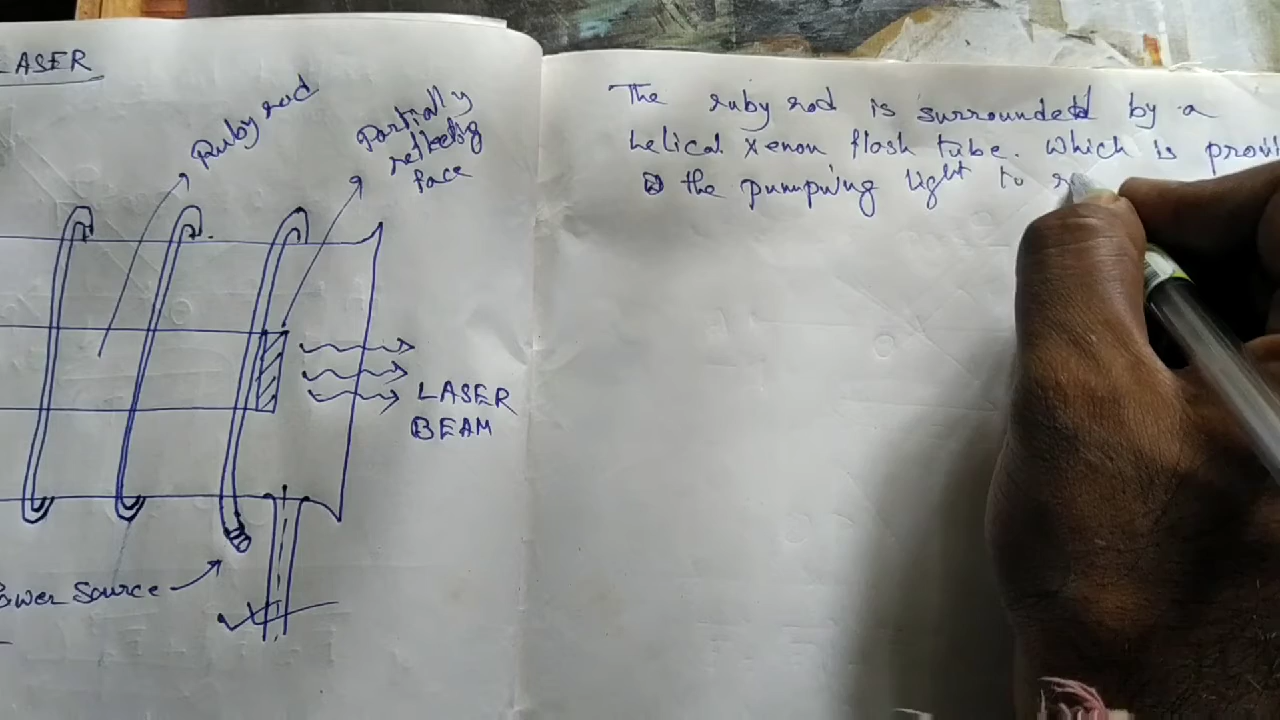 LASER
Ruby rod
Partially
reflecting
face
LASER
BEAM
Power Source
The ruby rod is surrounded by a
helical xenon flash tube. Which is provi
the pumping light to